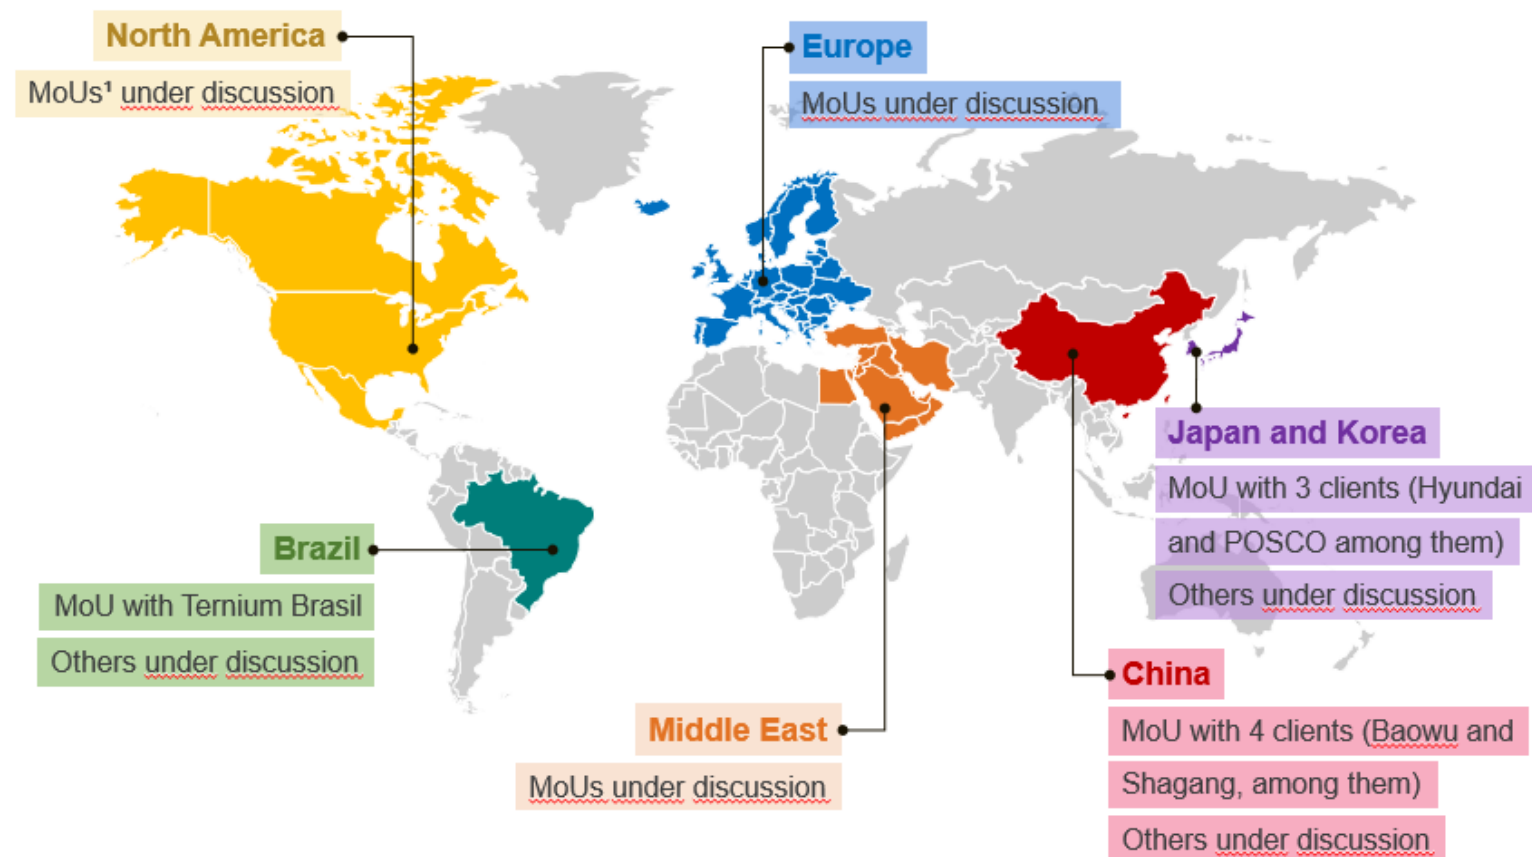 North America
MoUs¹ under discussion
Europe
MoUs under discussion
Japan and Korea
MoU with 3 clients (Hyundai
and POSCO among them)
Others under discussion
Brazil
MoU with Ternium Brasil
Others under discussion
China
MoU with 4 clients (Baowu and
Shagang, among them)
Others under discussion
Middle East
MoUs under discussion